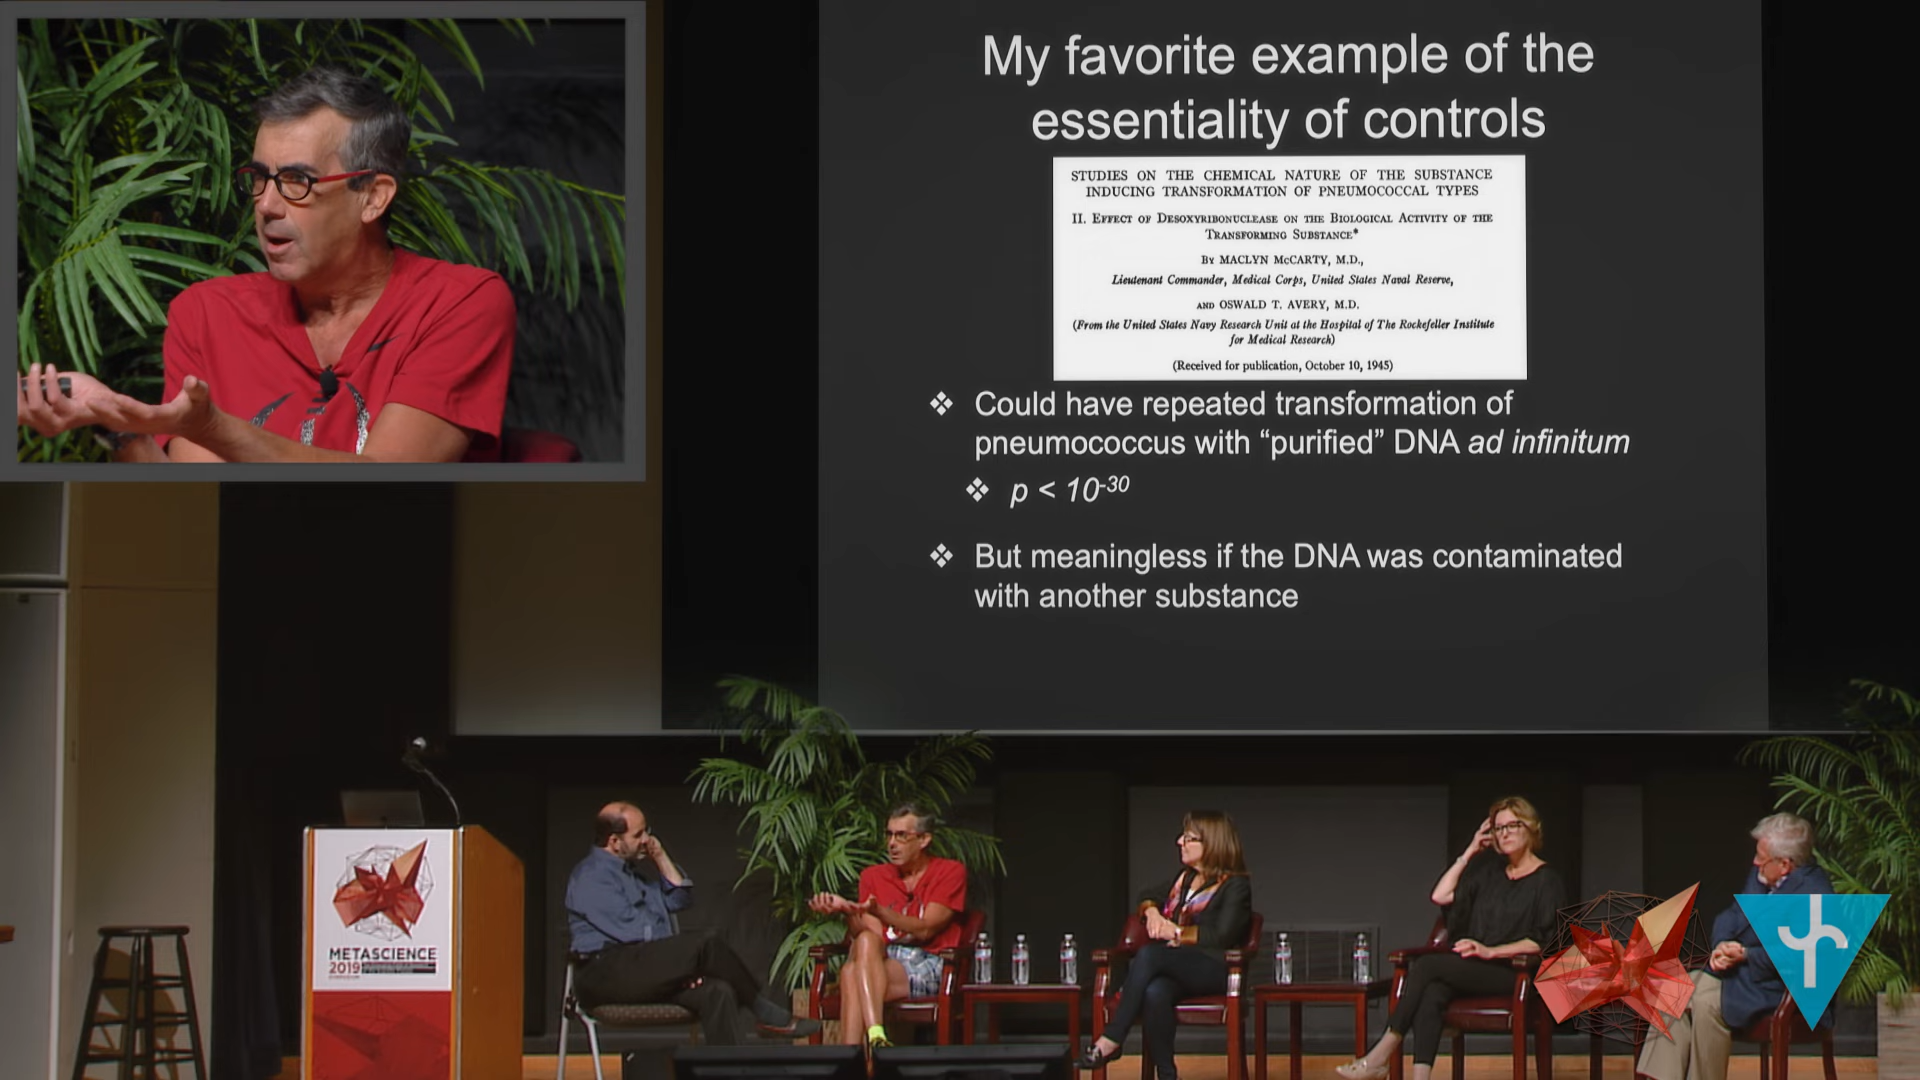 My favorite example of the
essentiality of controls
STUDIES ON THE CHEMICAL NATURE OF THE SUBSTANCE
INDUCING TRANSFORMATION OF PNEUMOCOCCAL TYPES
II. EFFECT OF DESOXYRIBONUCLEASE ON THE BIOLOGICAL ACTIVITY OF THE
TRANSFORMING SUBSTANCE*
BY MACLYN McCARTY, M.D.,
Lieutenant Commander, Medical Corps, United States Naval Reserve,
AND OSWALD T. AVERY, M.D.
(From the United States Navy Research Unit at the Hospital of The Rockefeller Institute
for Medical Research)
(Received for publication, October 10, 1945)
❖ Could have repeated transformation of
pneumococcus with “purified” DNA ad infinitum
❖ p < 10-30
❖ But meaningless if the DNA was contaminated
with another substance
METASCIENCE
2019